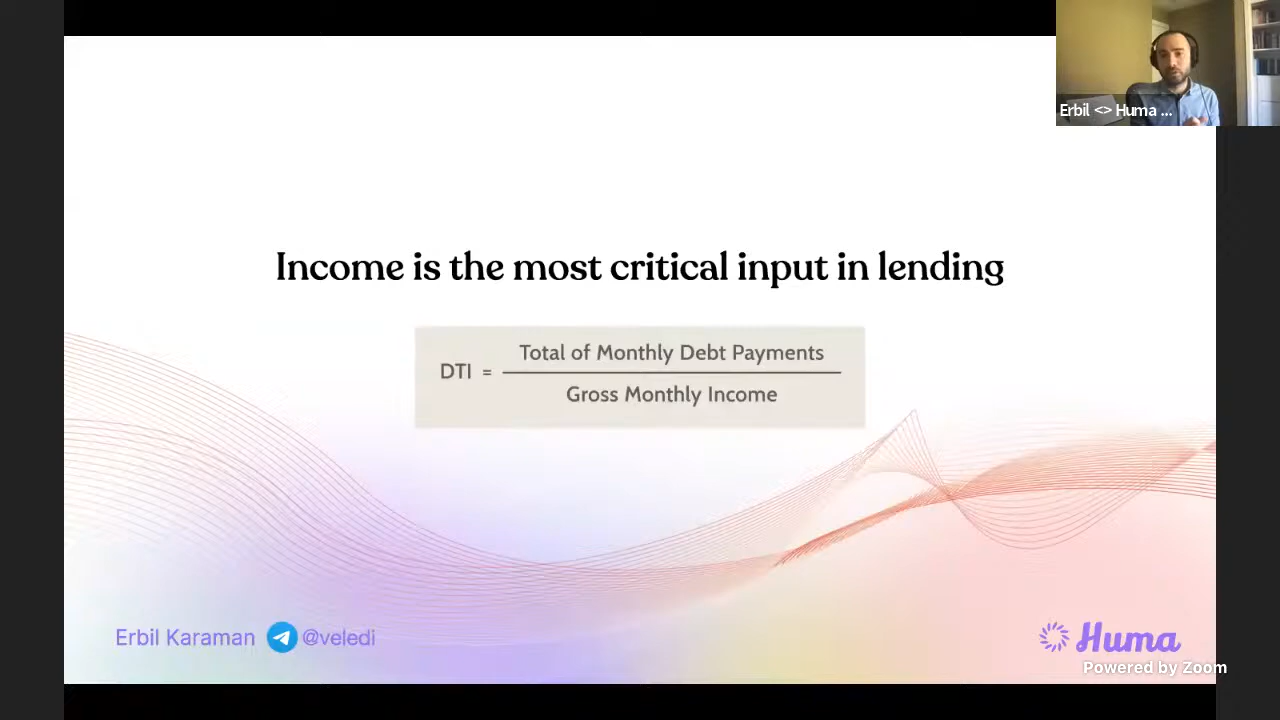 Erbil <> Huma ...
Income is the most critical input in lending
DTI = Total of Monthly Debt Payments
Gross Monthly Income
Erbil Karaman @veledi
Huma
Powered by Zoom